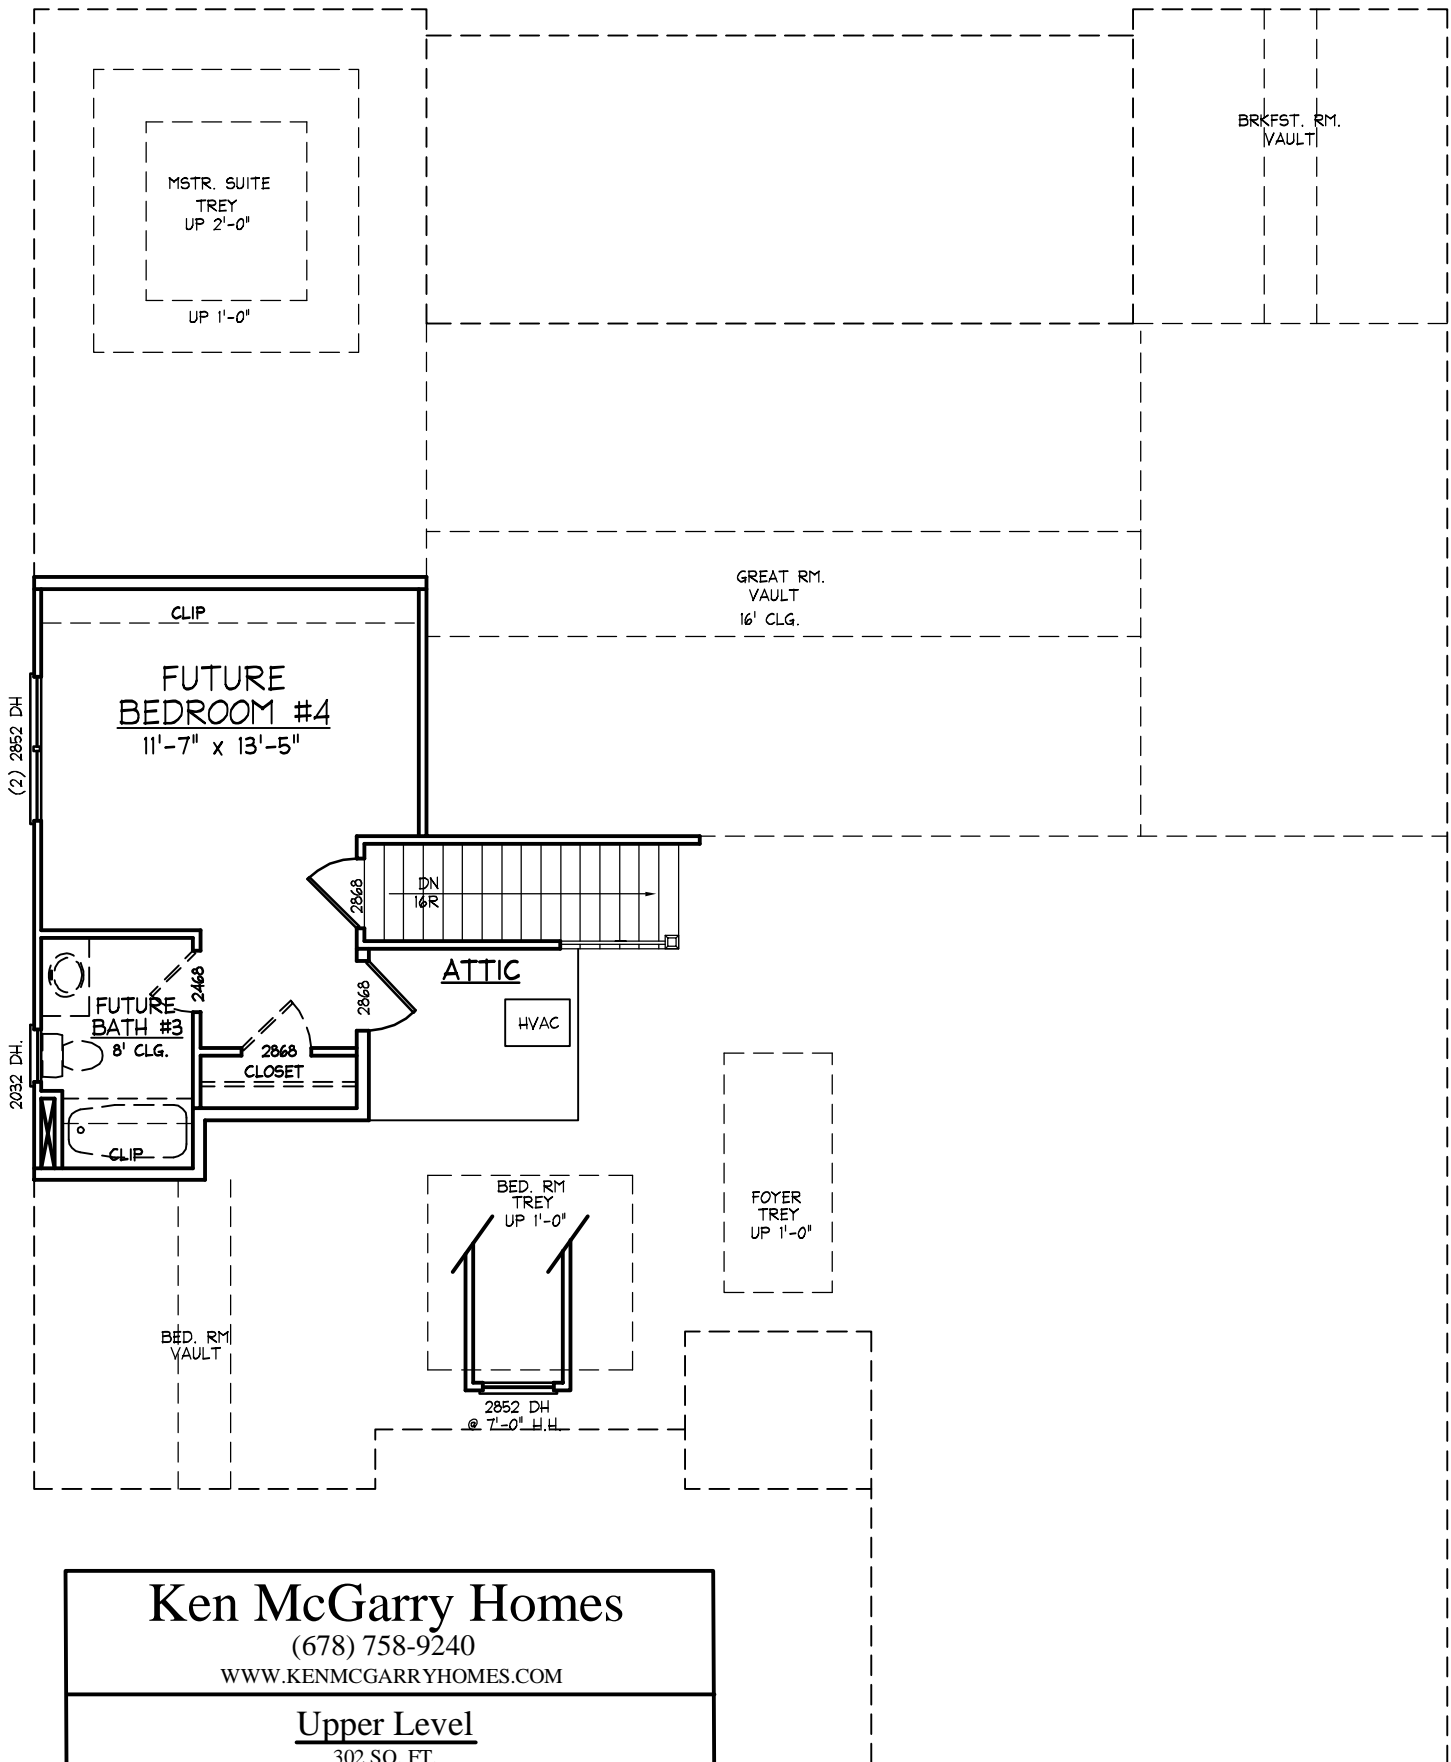 BRKFST. RM.
VAULT
MSTR. SUITE
TREY
UP 2'-0"
UP 1'-0"
GREAT RM.
VAULT
16' CLG.
CLIP
FUTURE
BEDROOM #4
11'-7" x 13'-5"
(2) 2852 DH
2868
DN
16R
ATTIC
2468
2868
HVAC
FUTURE
BATH #3
8' CLG.
2868
CLOSET
2032 DH.
CLIP
BED. RM
TREY
UP 1'-0"
FOYER
TREY
UP 1'-0"
BED. RM
VAULT
2852 DH
@ 7'-0" H.H.
Ken McGarry Homes
(678) 758-9240
WWW.KENMCGARRYHOMES.COM
Upper Level
302 SQ. FT.